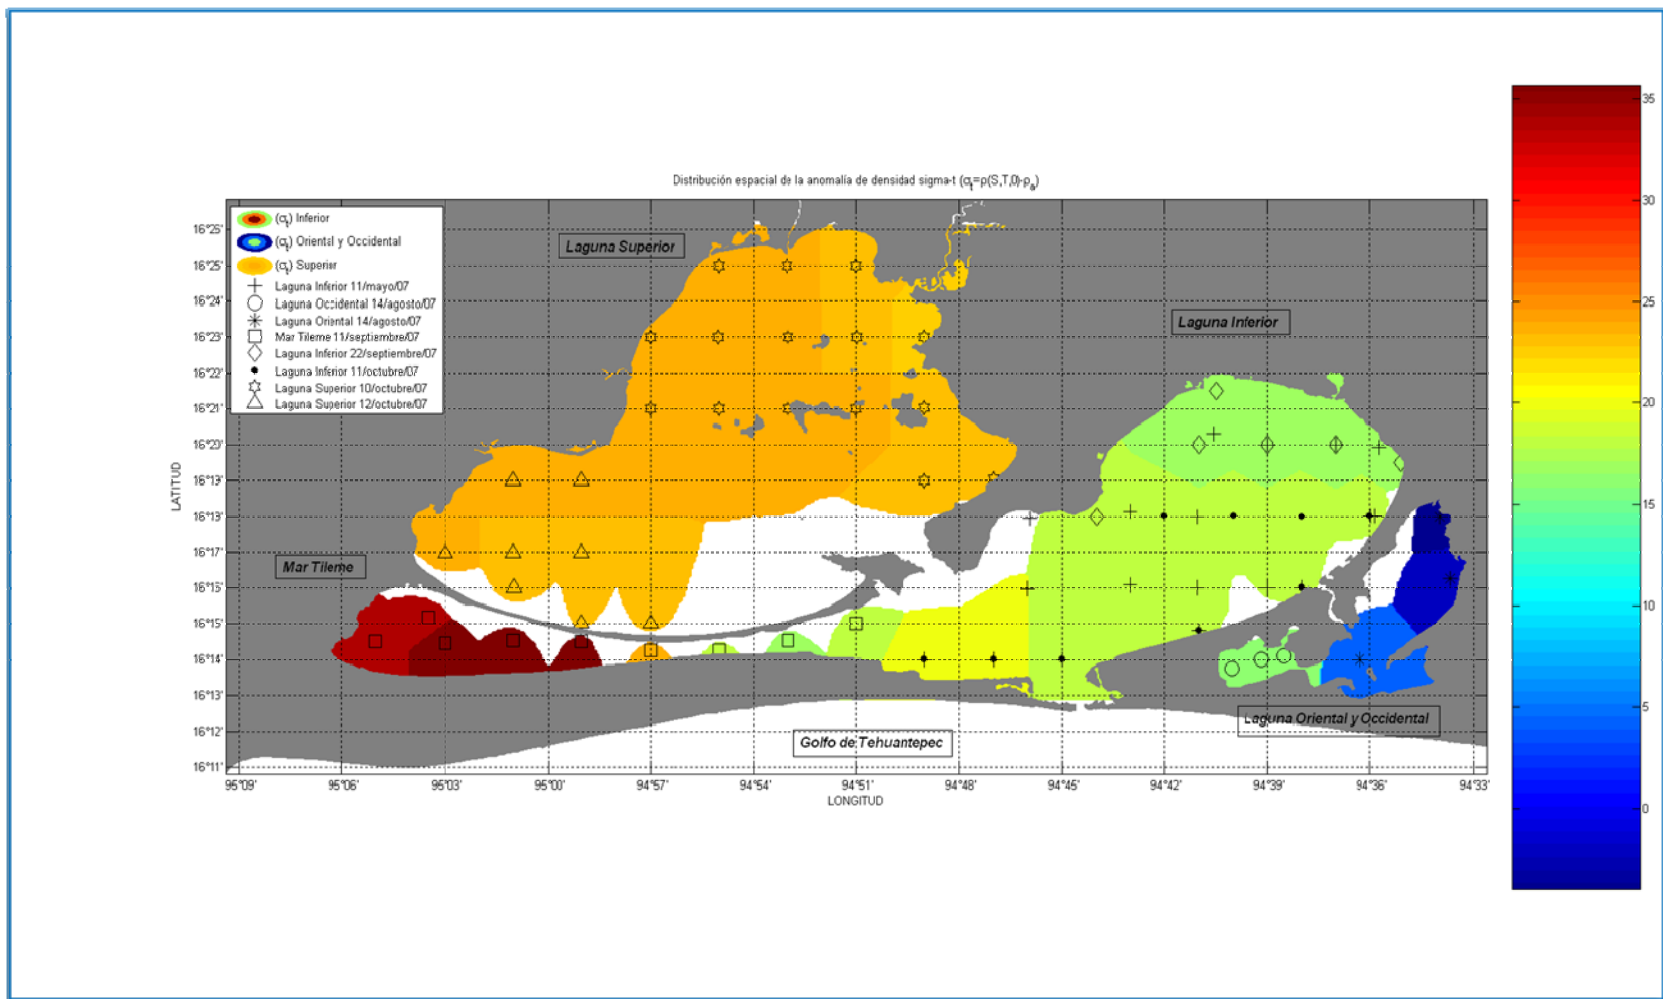 Distribución espacial de la anomalía de densidad sigma-t (σt=ρ(S,T,0)-ρa)
(σt) Inferior
(σt) Oriental y Occidental
(σt) Superior
Laguna Inferior 11/mayo/07
Laguna Occidental 14/agosto/07
Laguna Oriental 14/agosto/07
Mar Tileme 11/septiembre/07
Laguna Inferior 22/septiembre/07
Laguna Inferior 11/octubre/07
Laguna Superior 10/octubre/07
Laguna Superior 12/octubre/07
Laguna Superior
Laguna Inferior
Mar Tileme
Laguna Oriental y Occidental
Golfo de Tehuantepec
LATITUD
16°25'
16°25'
16°24'
16°23'
16°22'
16°21'
16°20'
16°13'
16°13'
16°17'
16°15'
16°15'
16°14'
16°13'
16°12'
16°11'
95°09'
95°06'
95°03'
95°00'
94°57'
94°54'
94°51'
94°48'
94°45'
94°42'
94°39'
94°36'
94°33'
LONGITUD
35
30
25
20
15
10
5
0